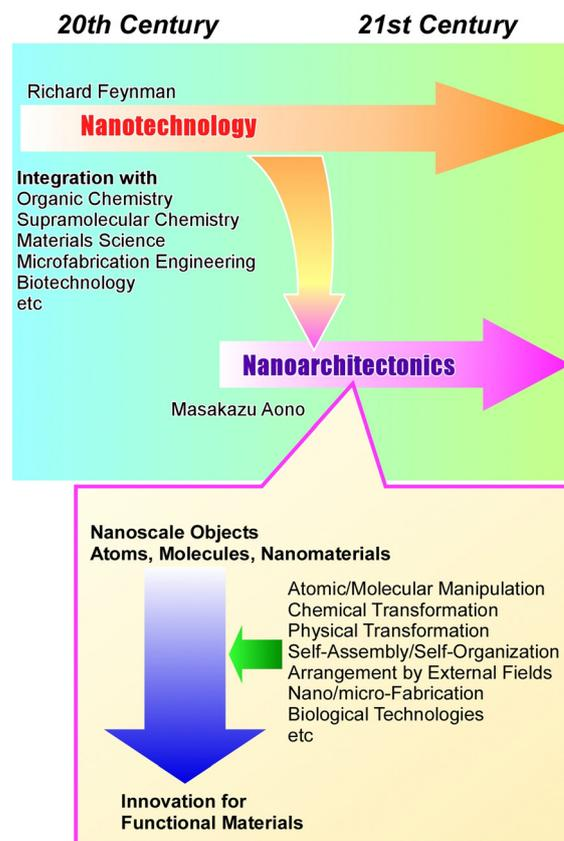 20th Century 21st Century
Richard Feynman
Nanotechnology
Integration with
Organic Chemistry
Supramolecular Chemistry
Materials Science
Microfabrication Engineering
Biotechnology
etc
Nanoarchitectonics
Masakazu Aono
Nanoscale Objects
Atoms, Molecules, Nanomaterials
Atomic/Molecular Manipulation
Chemical Transformation
Physical Transformation
Self-Assembly/Self-Organization
Arrangement by External Fields
Nano/micro-Fabrication
Biological Technologies
etc
Innovation for
Functional Materials